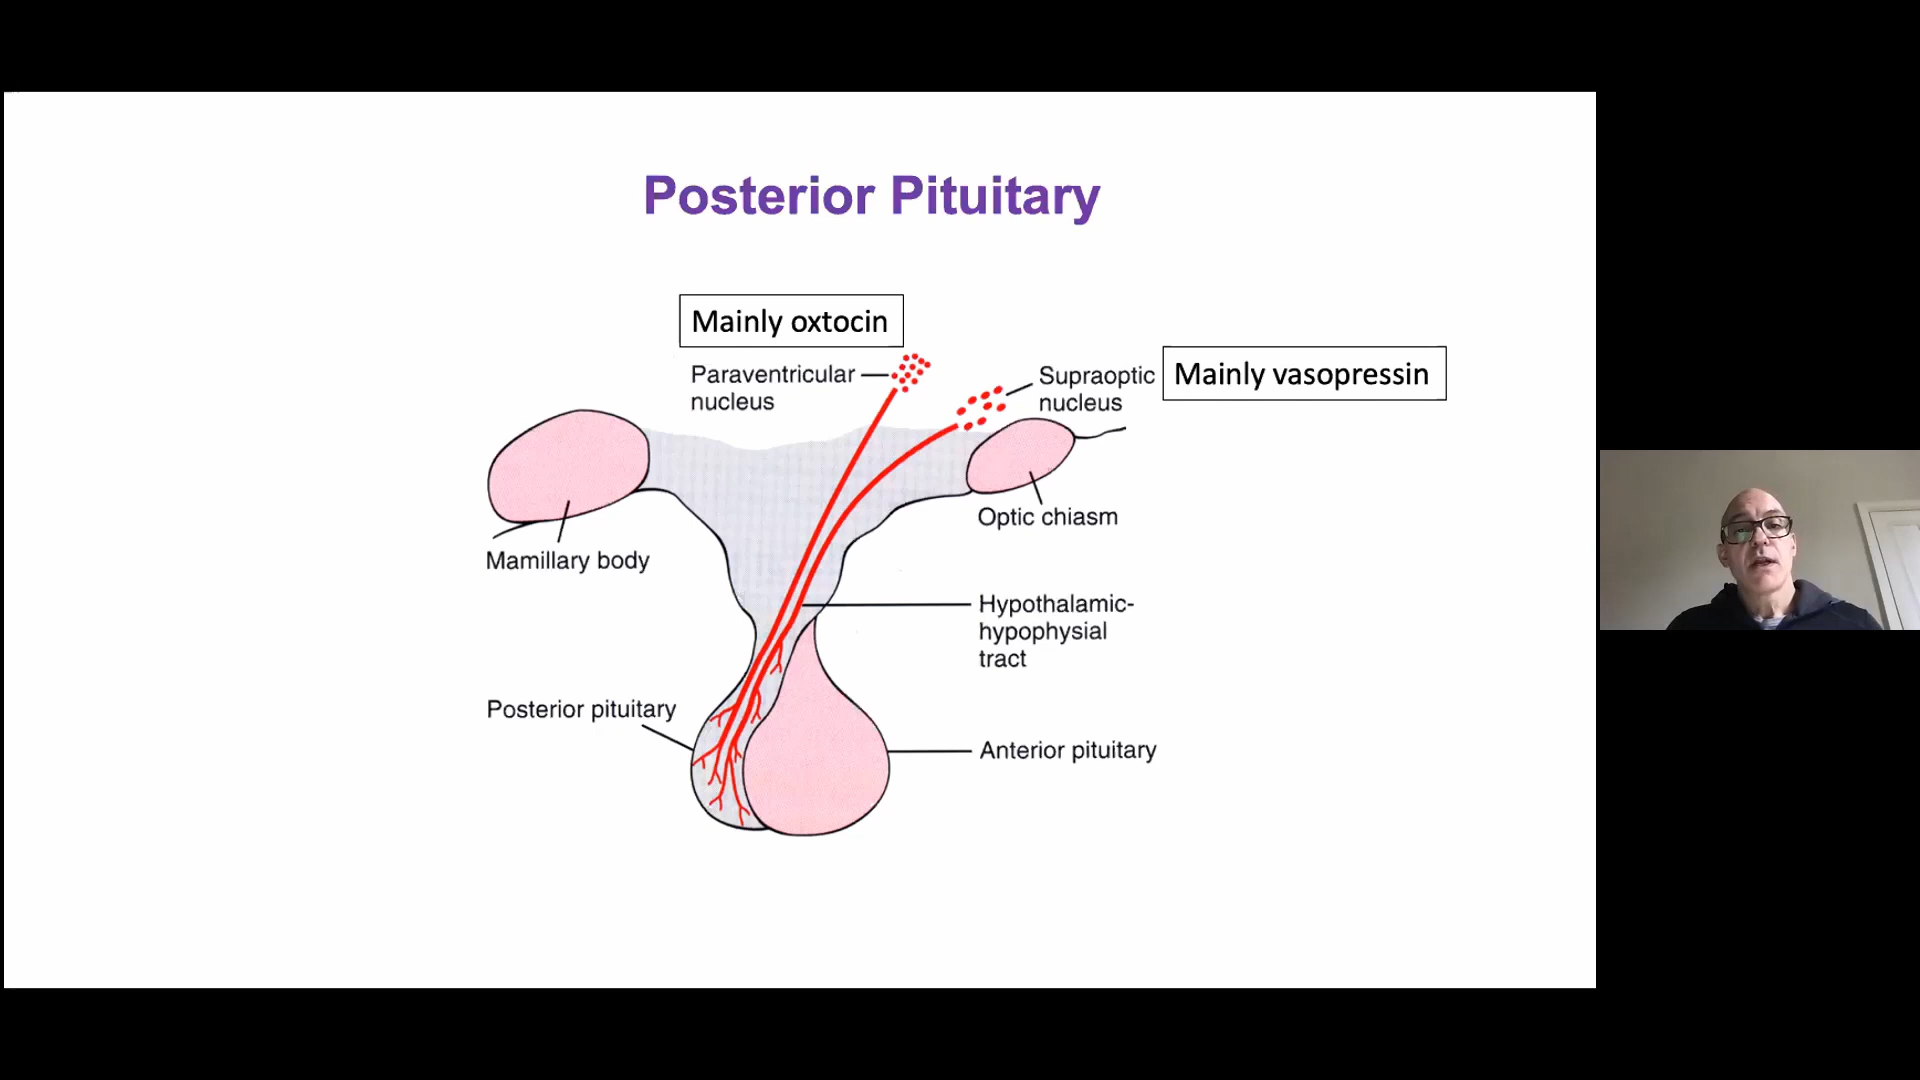 Posterior Pituitary
Mainly oxtocin
Paraventricular
nucleus
Supraoptic
nucleus
Mainly vasopressin
Optic chiasm
Mamillary body
Hypothalamic-
hypophysial
tract
Posterior pituitary
Anterior pituitary